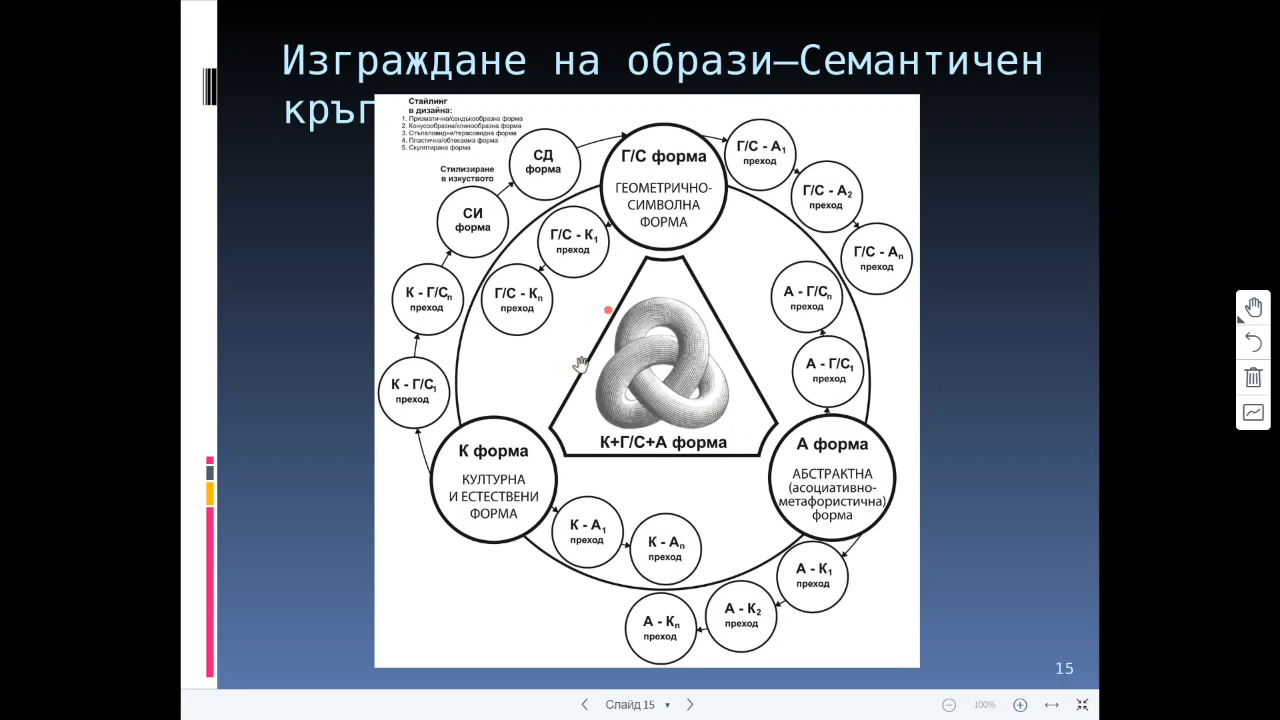 Изграждане на образи–Семантичен
кръг
Стайлинг
в дизайна:
1. Призматична/сандъкообразна форма
2. Конусообразна/клинообразна форма
3. Стъпаловидна/терасовидна форма
4. Пластична/обтекаема форма
5. Скулптирана форма
Стилизиране
в изкуството
СД
форма
СИ
форма
К - Г/Сn
преход
К - Г/С1
преход
Г/С форма
ГЕОМЕТРИЧНО-
СИМВОЛНА
ФОРМА
Г/С - К1
преход
Г/С - Кn
преход
Г/С - А1
преход
Г/С - А2
преход
Г/С - Аn
преход
А - Г/Сn
преход
А - Г/С1
преход
К+Г/С+А форма
К форма
КУЛТУРНА
И ЕСТЕСТВЕНИ
ФОРМА
А форма
АБСТРАКТНА
(асоциативно-
метафористична)
форма
К - А1
преход
К - Аn
преход
А - К1
преход
А - К2
преход
А - Кn
преход
15
Слайд 15
100%